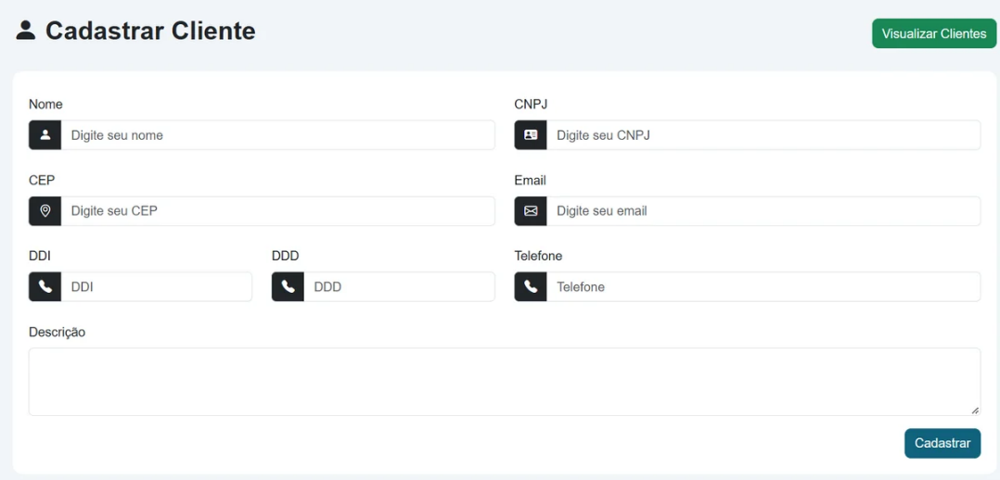 Cadastrar Cliente
Visualizar Clientes
Nome
CNPJ
Digite seu nome
Digite seu CNPJ
CEP
Email
Digite seu CEP
Digite seu email
DDI
DDD
Telefone
DDI
DDD
Telefone
Descrição
Cadastrar